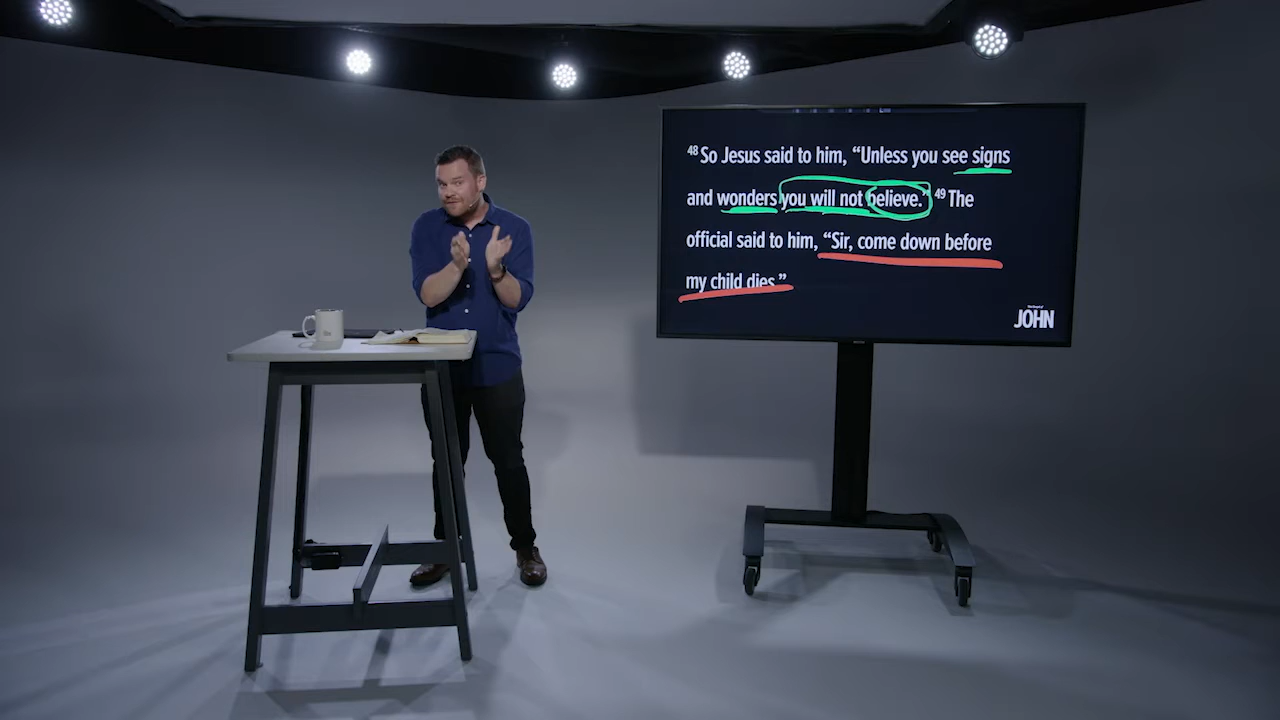 48 So Jesus said to him, “Unless you see signs
and wonders you will not believe.” 49 The
official said to him, “Sir, come down before
my child dies.”
JOHN